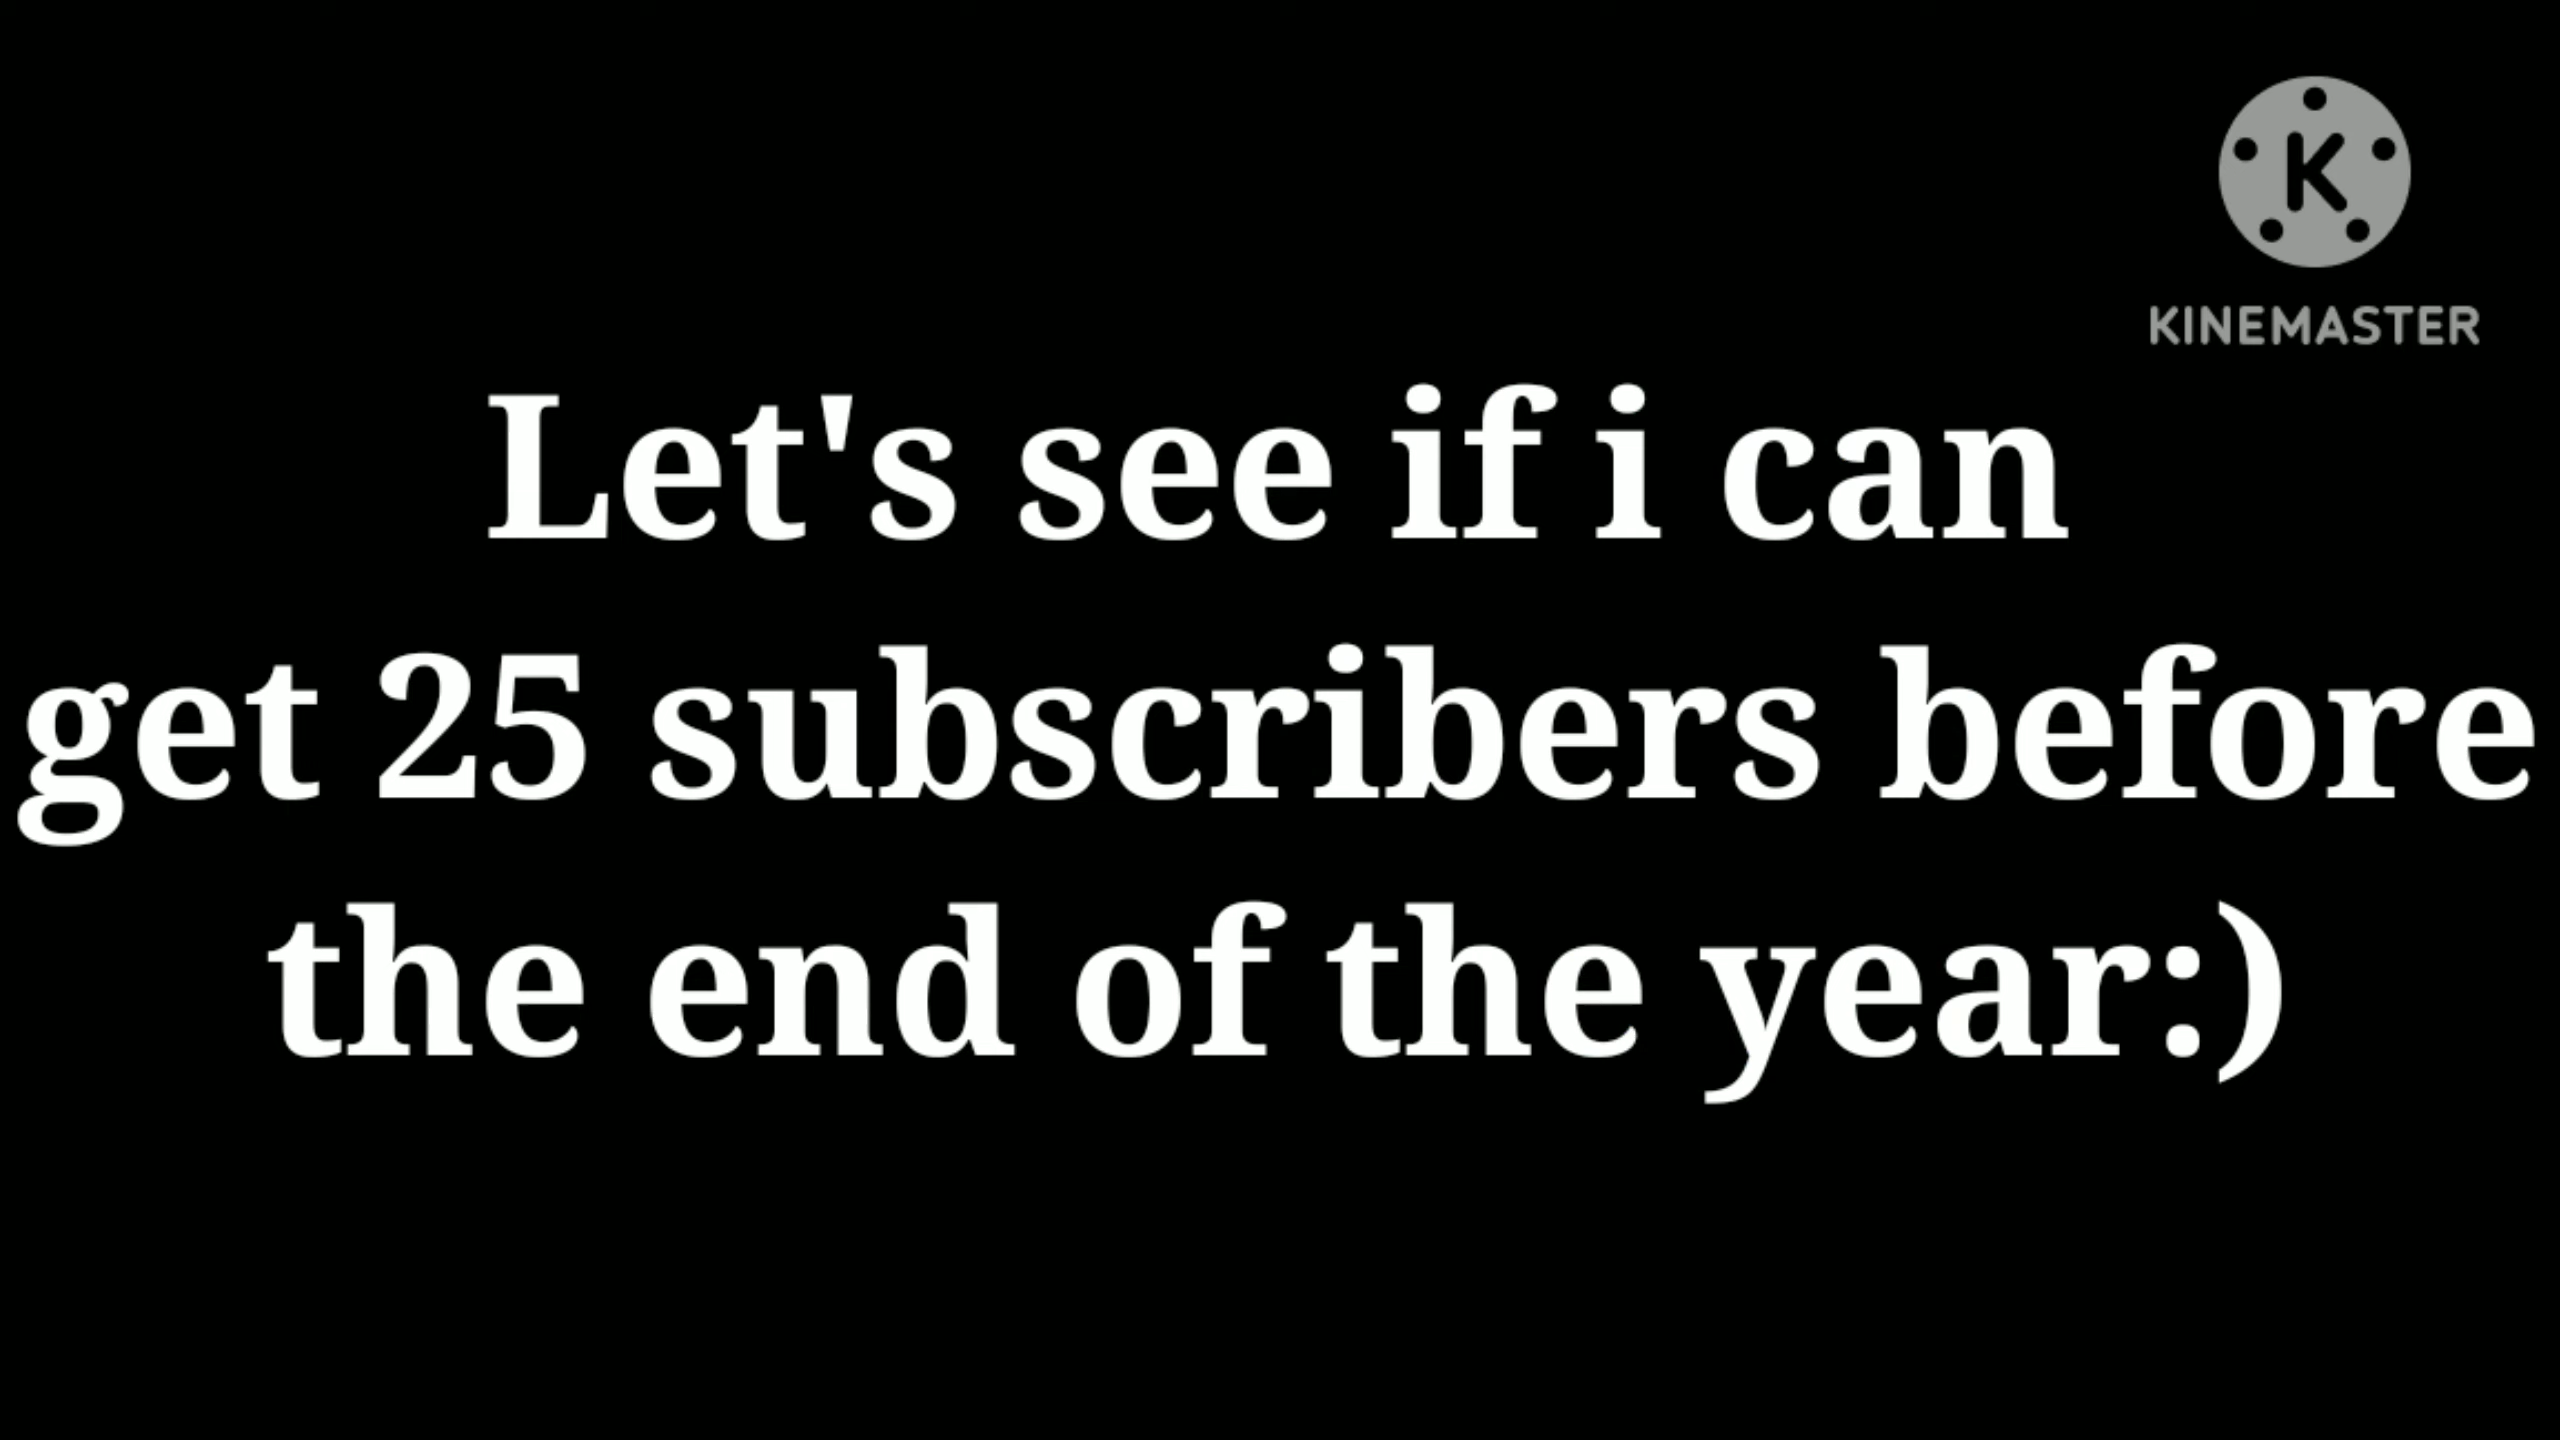 K
KINEMASTER
Let's see if i can
get 25 subscribers before
the end of the year:)